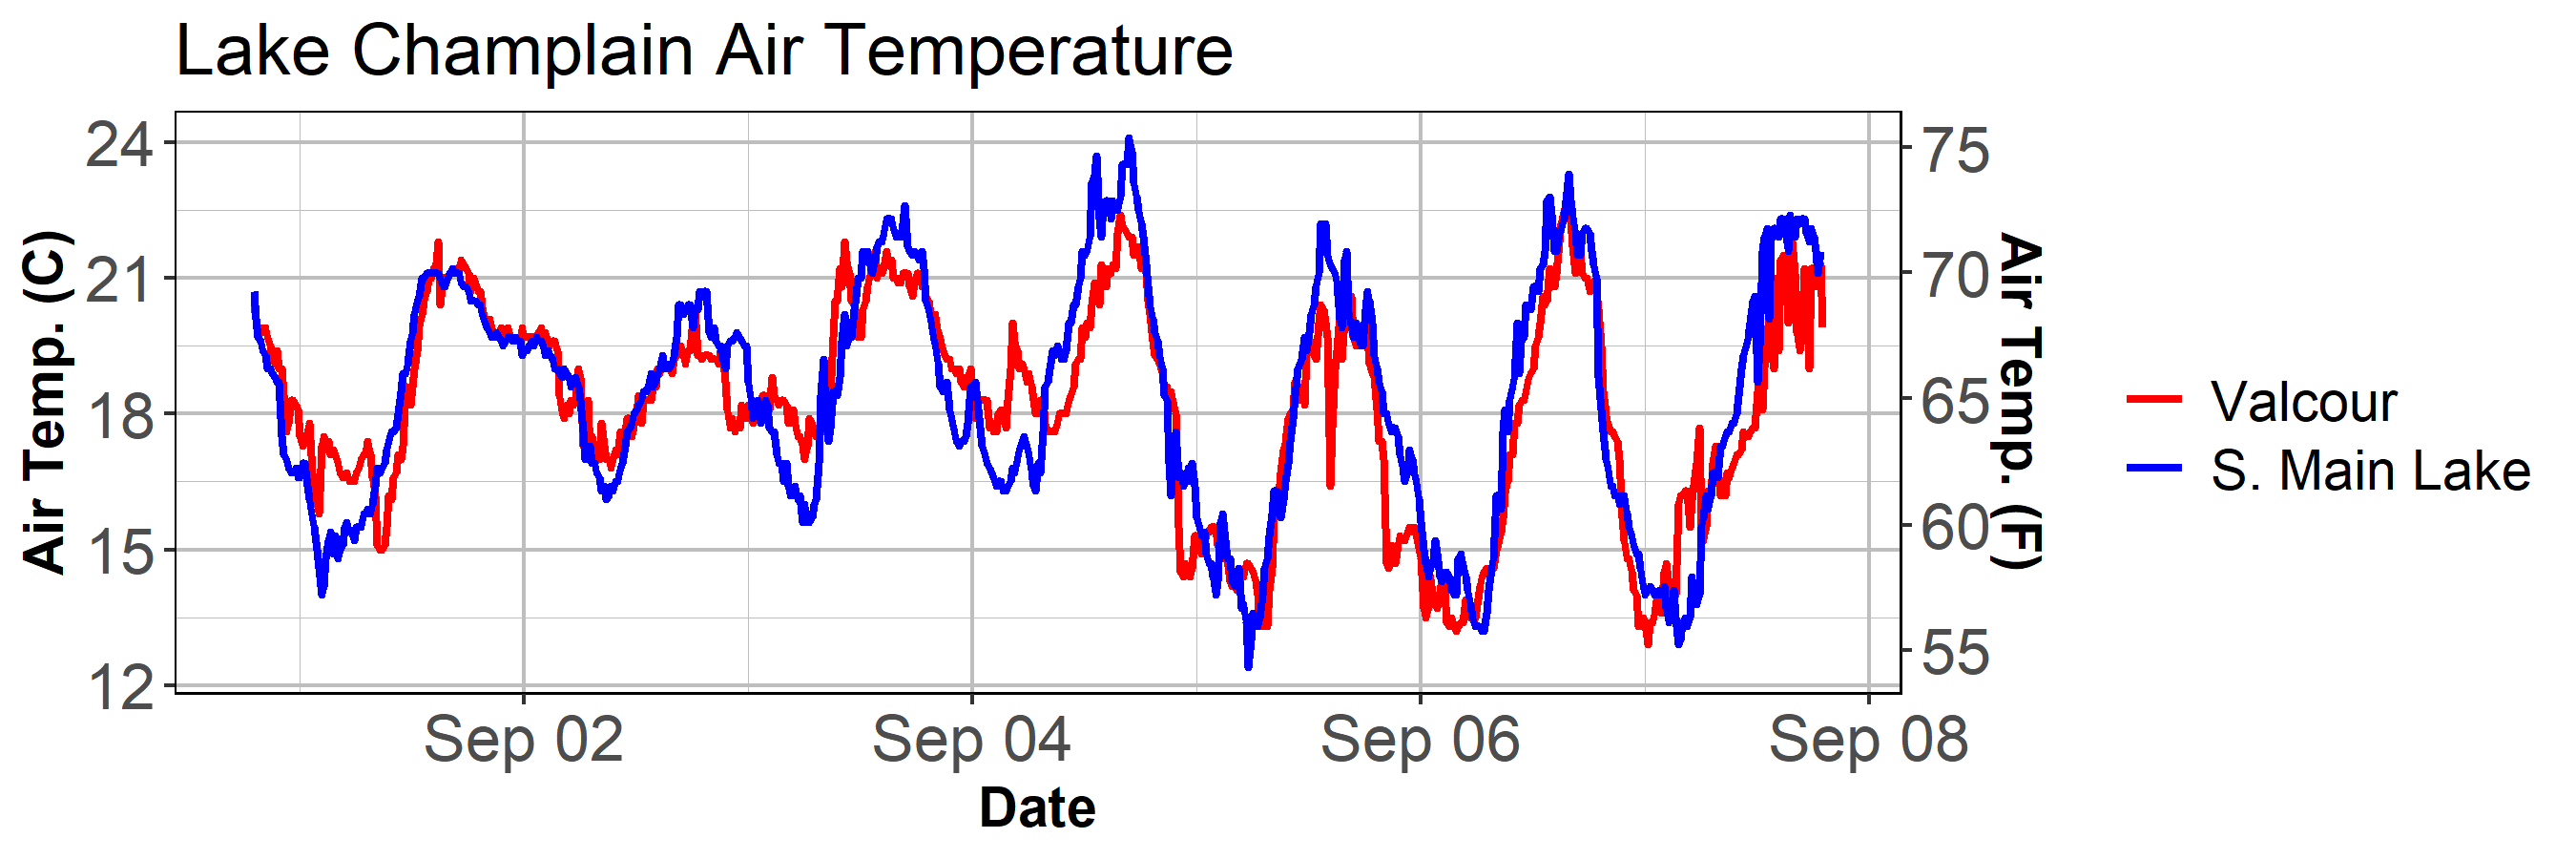 Lake Champlain Air Temperature
24
21
18
15
12
Air Temp. (C)
75
70
65
60
55
Air Temp. (F)
Sep 02
Sep 04
Sep 06
Sep 08
Date
Valcour
S. Main Lake